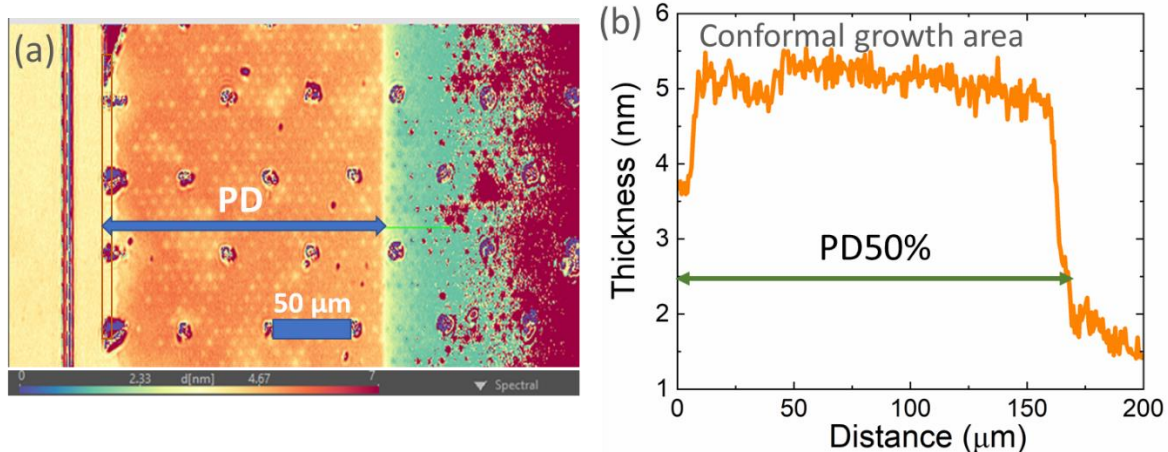 (a)
PD
50 μm
0
2.33
d[nm]
4.67
7
Spectral
(b)
Conformal growth area
PD50%
Thickness (nm)
6
5
4
3
2
1
0
50
100
150
200
Distance (μm)